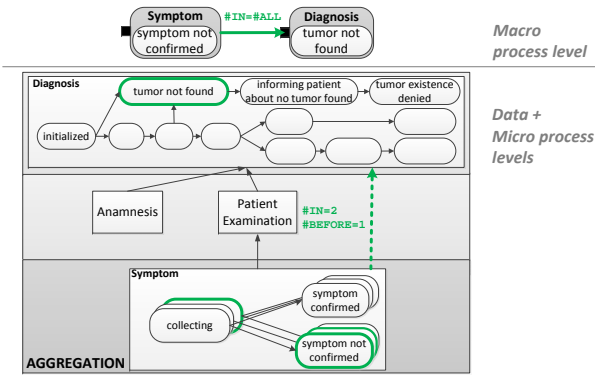 Symptom
symptom not
confirmed
#IN=#ALL
Diagnosis
tumor not
found
Macro
process level
Diagnosis
tumor not found
informing patient
about no tumor found
tumor existence
denied
initialized
Data +
Micro process
levels
Anamnesis
Patient
Examination
#IN=2
#BEFORE=1
Symptom
collecting
symptom
confirmed
symptom not
confirmed
AGGREGATION